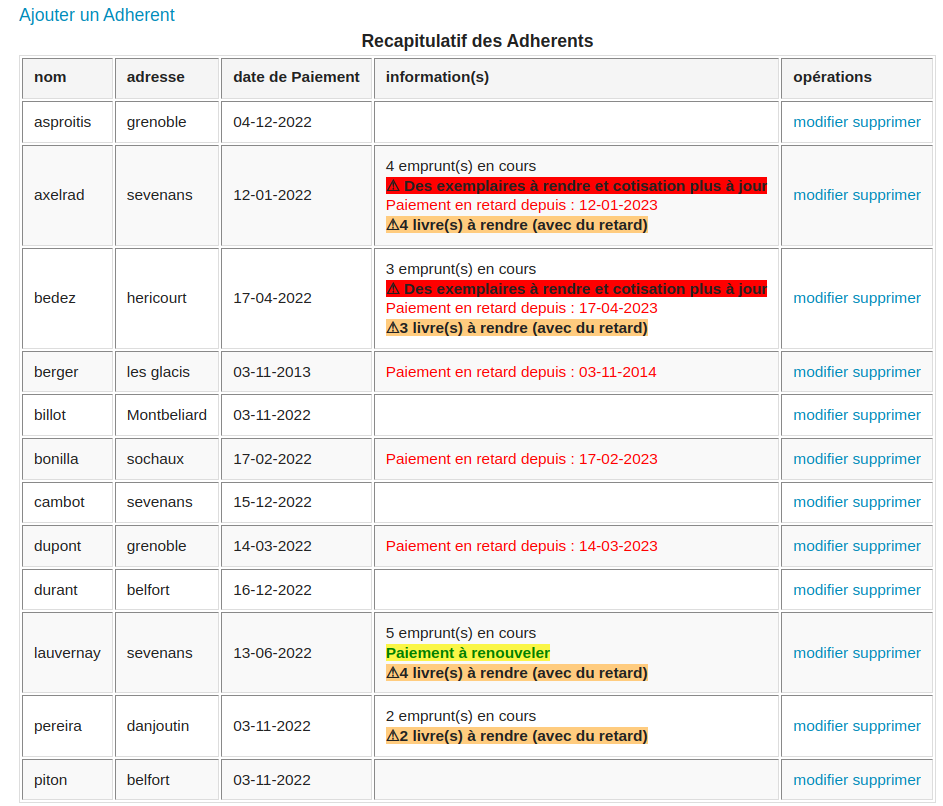 Ajouter un Adherent
Recapitulatif des Adherents
nom adresse date de Paiement information(s) opérations
asproitis grenoble 04-12-2022 modifier supprimer
axelrad sevenans 12-01-2022 4 emprunt(s) en cours
⚠ Des exemplaires à rendre et cotisation plus à jour
Paiement en retard depuis : 12-01-2023
⚠4 livre(s) à rendre (avec du retard) modifier supprimer
bedez hericourt 17-04-2022 3 emprunt(s) en cours
⚠ Des exemplaires à rendre et cotisation plus à jour
Paiement en retard depuis : 17-04-2023
⚠3 livre(s) à rendre (avec du retard) modifier supprimer
berger les glacis 03-11-2013 Paiement en retard depuis : 03-11-2014 modifier supprimer
billot Montbeliard 03-11-2022 modifier supprimer
bonilla sochaux 17-02-2022 Paiement en retard depuis : 17-02-2023 modifier supprimer
cambot sevenans 15-12-2022 modifier supprimer
dupont grenoble 14-03-2022 Paiement en retard depuis : 14-03-2023 modifier supprimer
durant belfort 16-12-2022 modifier supprimer
lauvernay sevenans 13-06-2022 5 emprunt(s) en cours
Paiement à renouveler
⚠4 livre(s) à rendre (avec du retard) modifier supprimer
pereira danjoutin 03-11-2022 2 emprunt(s) en cours
⚠2 livre(s) à rendre (avec du retard) modifier supprimer
piton belfort 03-11-2022 modifier supprimer